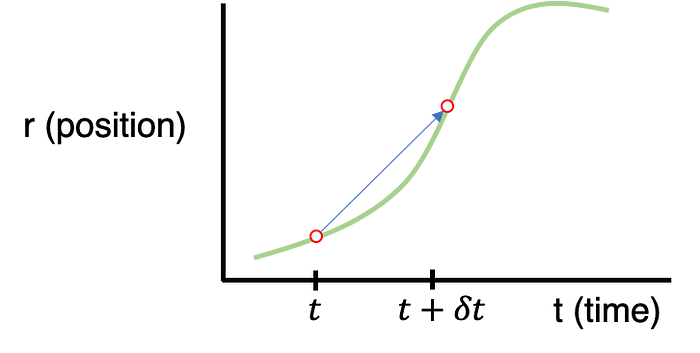 r (position)
t
t + δt
t (time)